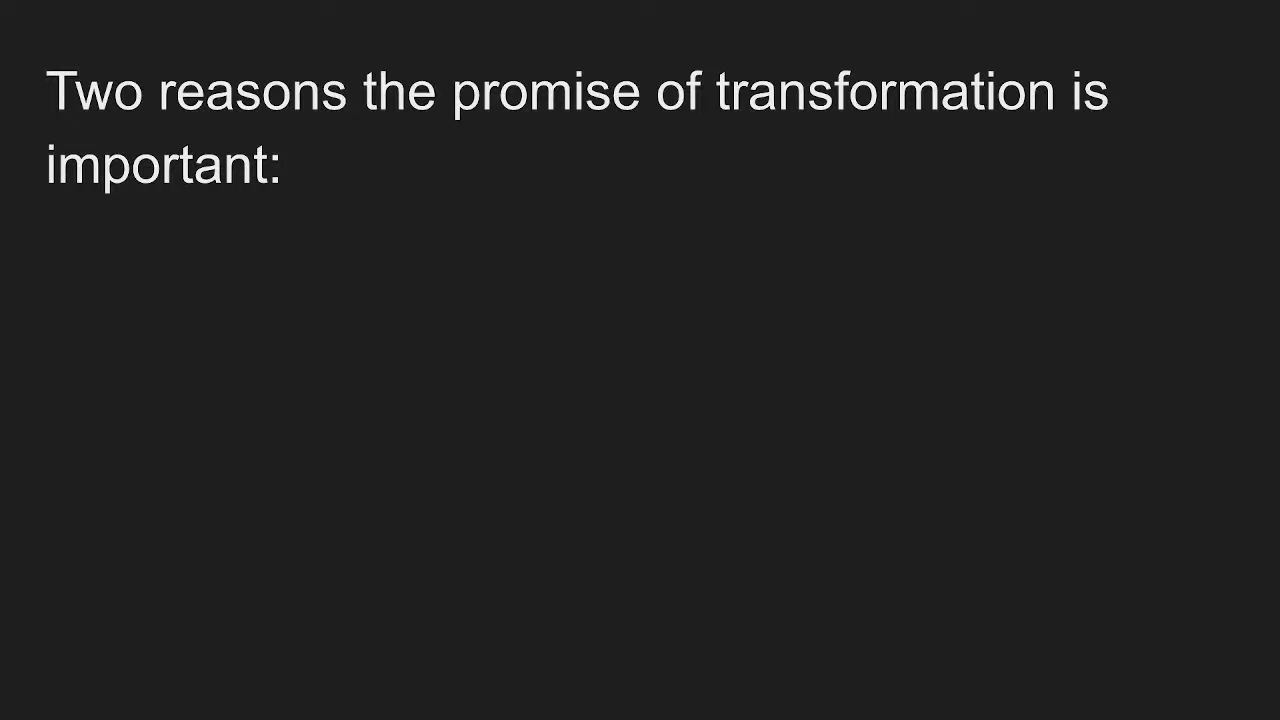 Two reasons the promise of transformation is
important: